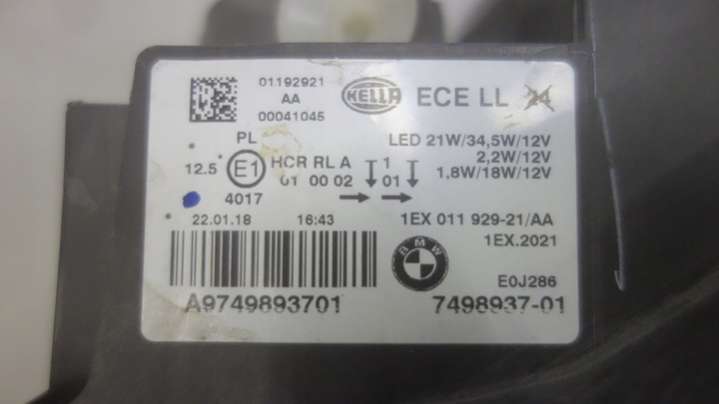 01192921
AA
00041045
HELLA ECE LL 24
PL
LED 21W/34,5W/12V
2,2W/12V
1,8W/18W/12V
12.5 E1 HCR RL A 1
01 00 02 01
4017
22.01.18 16:43
1EX 011 929-21/AA
1EX.2021
BMW
E0J286
A9749893701 7498937-01